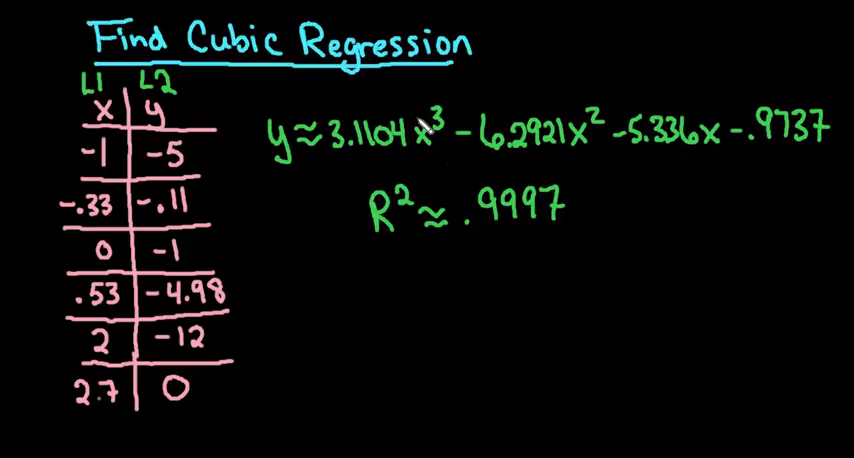 Find Cubic Regression
L1 L2
x y
-1 -5
-.33 -.11
0 -1
.53 -4.98
2 -12
2.7 0
y ≈ 3.1104x³ - 6.2921x² - 5.336x - .9737
R² ≈ .9997